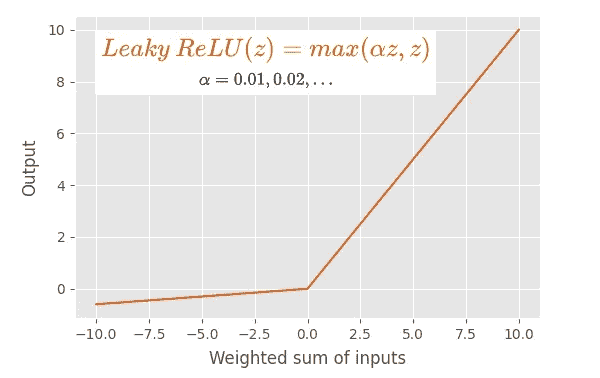 Leaky ReLU(z) = max(αz, z)
α = 0.01, 0.02, ...
10
8
6
4
2
0
Output
−10.0 −7.5 −5.0 −2.5 0.0 2.5 5.0 7.5 10.0
Weighted sum of inputs